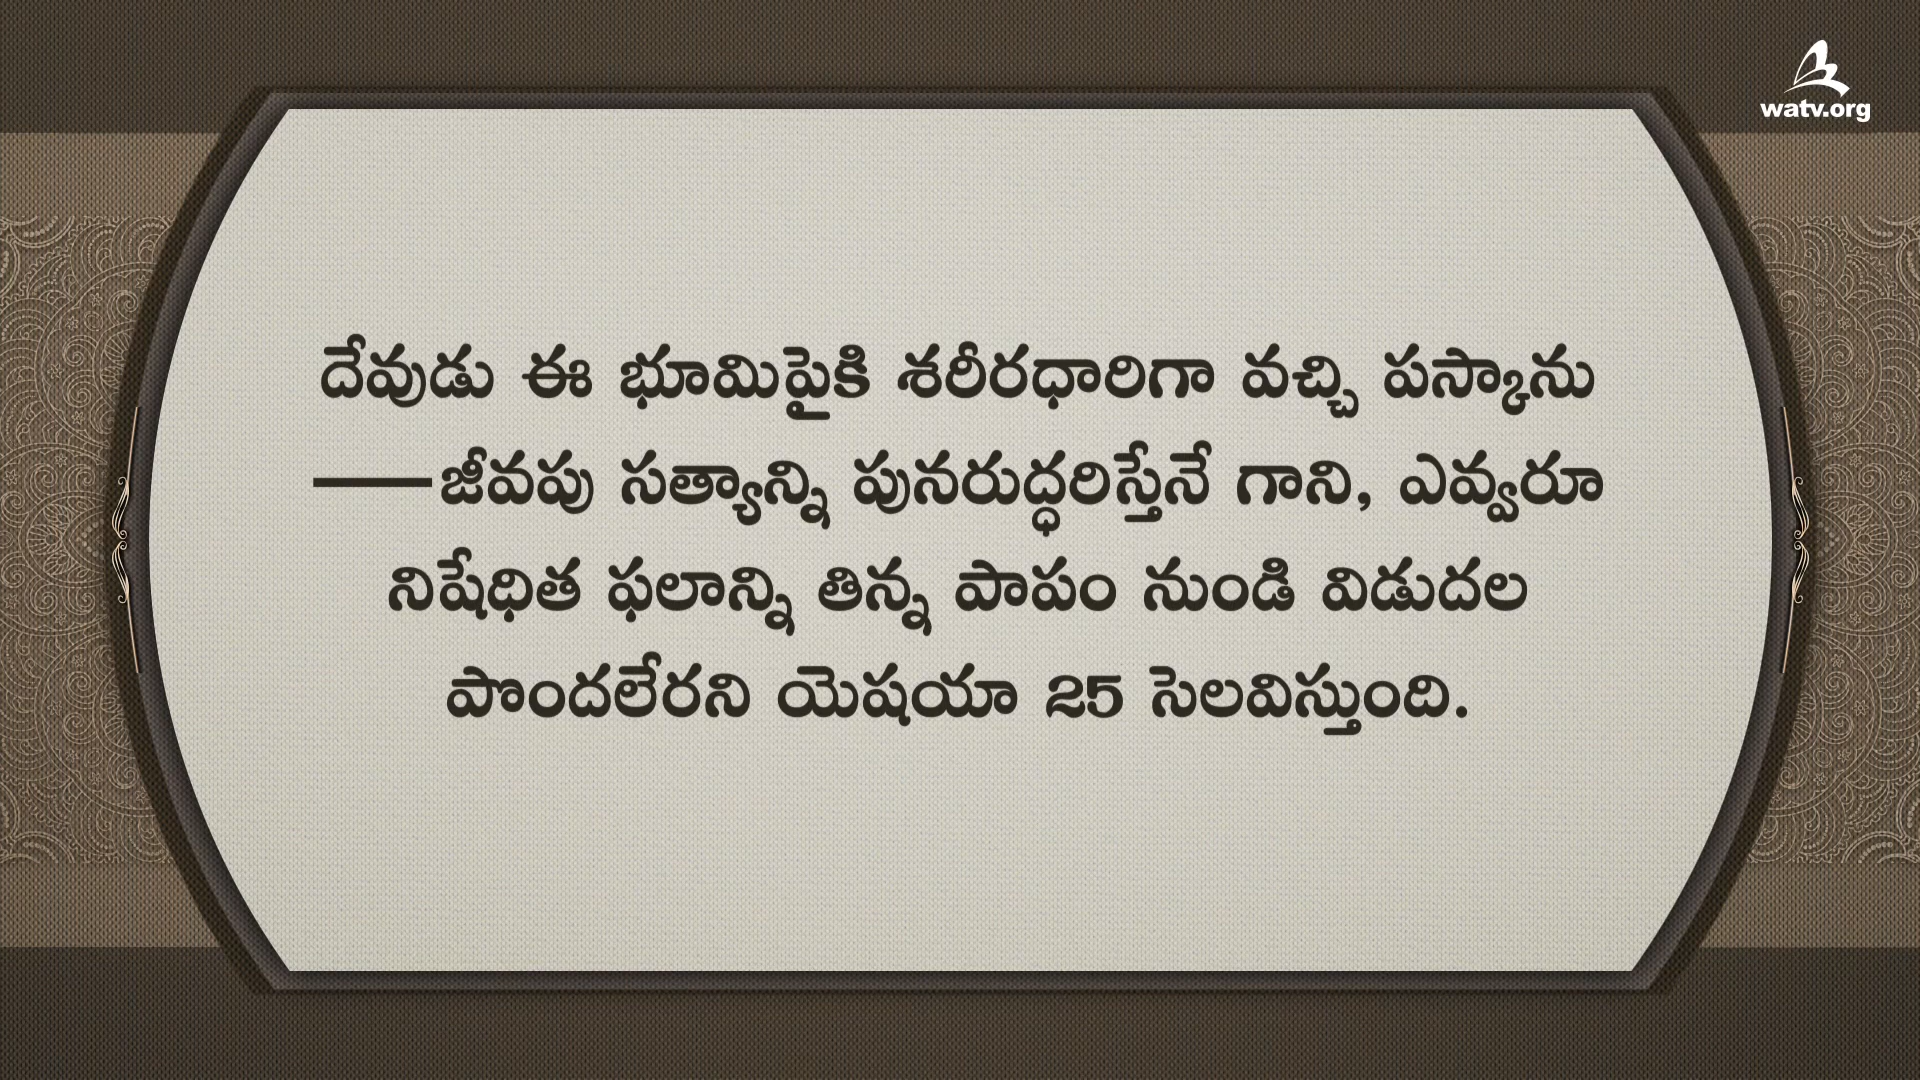 watv.org
దేవుడు ఈ భూమిపైకి శరీరధారిగా వచ్చి పస్కాను
——జీవపు సత్యాన్ని పునరుద్ధరిస్తేనే గాని, ఎవ్వరూ
నిషేధిత ఫలాన్ని తిన్న పాపం నుండి విడుదల
పొందలేరని యెషయా 25 సెలవిస్తుంది.